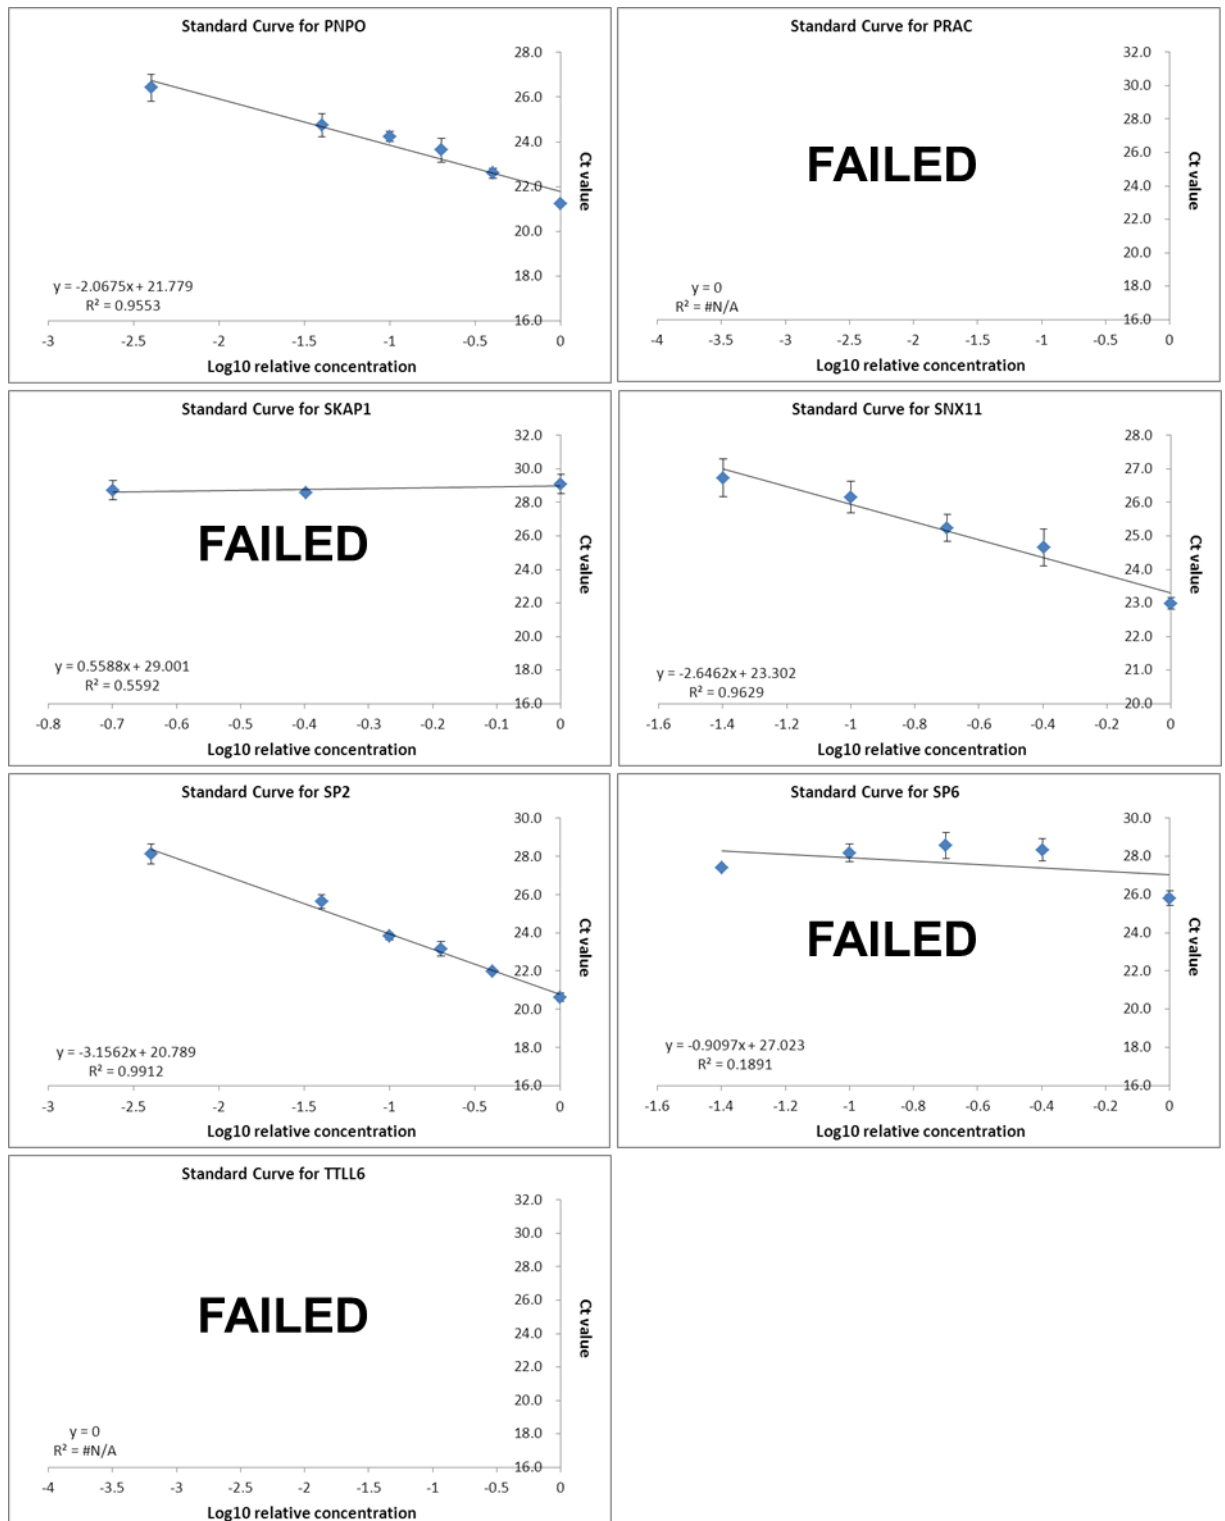 Standard Curve for PNPO
28.0
26.0
24.0
22.0
20.0
18.0
16.0
Ct value
y = -2.0675x + 21.779
R² = 0.9553
-3 -2.5 -2 -1.5 -1 -0.5 0
Log10 relative concentration
Standard Curve for PRAC
32.0
30.0
28.0
26.0
24.0
22.0
20.0
18.0
16.0
Ct value
FAILED
y = 0
R² = #N/A
-4 -3.5 -3 -2.5 -2 -1.5 -1 -0.5 0
Log10 relative concentration
Standard Curve for SKAP1
32.0
30.0
28.0
26.0
24.0
22.0
20.0
18.0
16.0
Ct value
FAILED
y = 0.5588x + 29.001
R² = 0.5592
-0.8 -0.7 -0.6 -0.5 -0.4 -0.3 -0.2 -0.1 0
Log10 relative concentration
Standard Curve for SNX11
28.0
27.0
26.0
25.0
24.0
23.0
22.0
21.0
20.0
Ct value
y = -2.6462x + 23.302
R² = 0.9629
-1.6 -1.4 -1.2 -1 -0.8 -0.6 -0.4 -0.2 0
Log10 relative concentration
Standard Curve for SP2
30.0
28.0
26.0
24.0
22.0
20.0
18.0
16.0
Ct value
y = -3.1562x + 20.789
R² = 0.9912
-3 -2.5 -2 -1.5 -1 -0.5 0
Log10 relative concentration
Standard Curve for SP6
30.0
28.0
26.0
24.0
22.0
20.0
18.0
16.0
Ct value
FAILED
y = -0.9097x + 27.023
R² = 0.1891
-1.6 -1.4 -1.2 -1 -0.8 -0.6 -0.4 -0.2 0
Log10 relative concentration
Standard Curve for TTLL6
32.0
30.0
28.0
26.0
24.0
22.0
20.0
18.0
16.0
Ct value
FAILED
y = 0
R² = #N/A
-4 -3.5 -3 -2.5 -2 -1.5 -1 -0.5 0
Log10 relative concentration